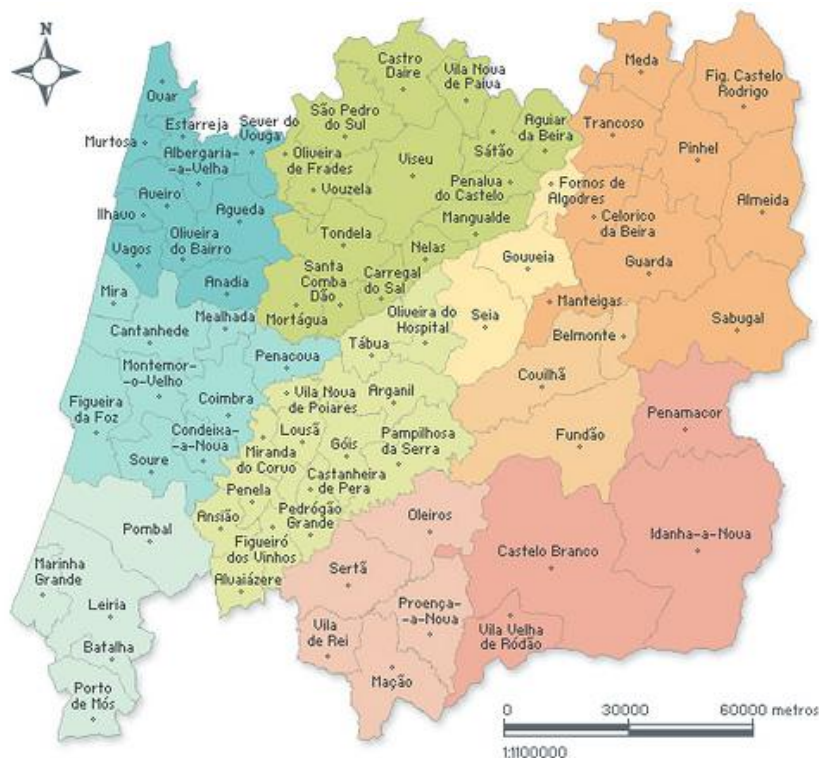 N
Castro
Daire
Vila Nova
de Paiva
Meda
Fig. Castelo
Rodrigo
Ovar
Estarreja
Sever do
Vouga
São Pedro
do Sul
Aguiar
da Beira
Trancoso
Murtosa
Albergaria-
-a-Velha
Oliveira
de Frades
Viseu
Sátão
Pinhel
Aveiro
Vouzela
Penalva
do Castelo
Fornos de
Algodres
Almeida
Ílhavo
Agueda
Mangualde
Celorico
da Beira
Oliveira
do Bairro
Tondela
Nelas
Vagos
Gouveia
Guarda
Anadia
Santa
Comba
Dão
Carregal
do Sal
Mira
Mealhada
Mortágua
Oliveira do
Hospital
Seia
Manteigas
Sabugal
Cantanhede
Belmonte
Tábua
Penacova
Montemor-
-o-Velho
Covilhã
Vila Nova
de Poiares
Arganil
Figueira
da Foz
Coimbra
Penamacor
Lousã
Condeixa-
-a-Nova
Miranda
do Corvo
Góis
Pampilhosa
da Serra
Fundão
Soure
Castanheira
de Pera
Penela
Ansião
Pedrógão
Grande
Oleiros
Pombal
Figueiró
dos Vinhos
Castelo Branco
Idanha-a-Nova
Marinha
Grande
Alvaiázere
Sertã
Leiria
Proença-
-a-Nova
Vila
de Rei
Vila Velha
de Ródão
Batalha
Mação
Porto
de Mós
0 30000 60000 metros
1:1100000